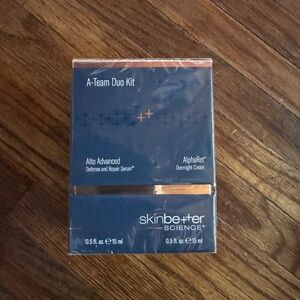 A-Team Duo Kit
++
Alto Advanced
Defense and Repair Serum™
AlphaRet®
Overnight Cream
skinbetter
SCIENCE®
0.5 fl. oz. ℮ 15 ml
0.5 fl. oz. ℮ 15 ml